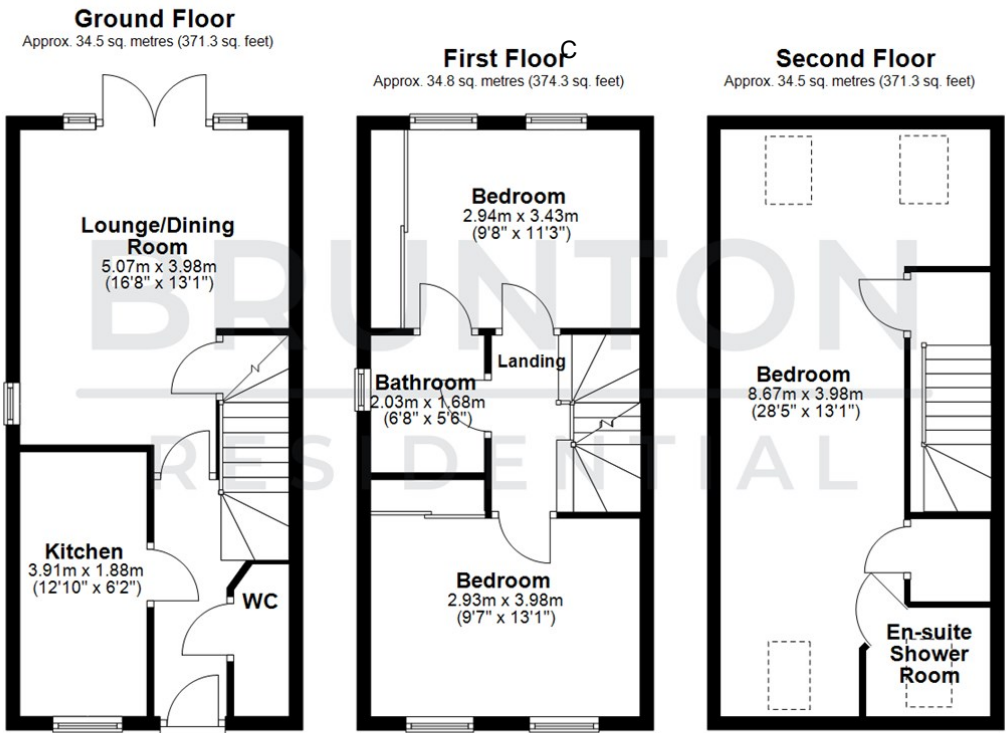 Ground Floor
Approx. 34.5 sq. metres (371.3 sq. feet)
Lounge/Dining
Room
5.07m x 3.98m
(16'8" x 13'1")
Kitchen
3.91m x 1.88m
(12'10" x 6'2")
WC
First Floor
C
Approx. 34.8 sq. metres (374.3 sq. feet)
Bedroom
2.94m x 3.43m
(9'8" x 11'3")
Landing
Bathroom
2.03m x 1.68m
(6'8" x 5'6")
Bedroom
2.93m x 3.98m
(9'7" x 13'1")
Second Floor
Approx. 34.5 sq. metres (371.3 sq. feet)
Bedroom
8.67m x 3.98m
(28'5" x 13'1")
En-suite
Shower
Room
BRUNTON
RESIDENTIAL